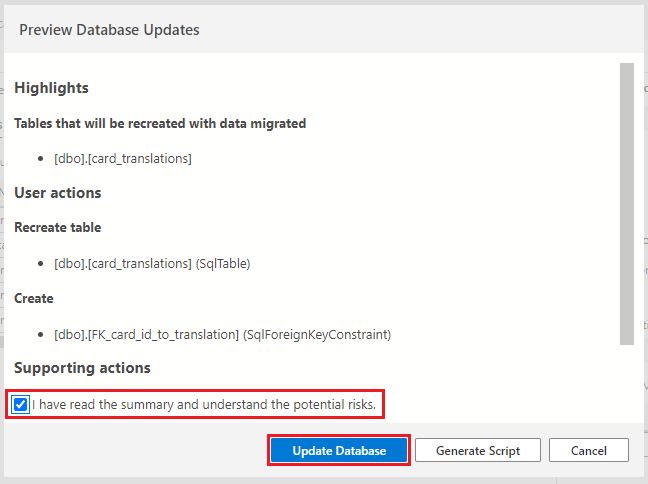 Preview Database Updates
Highlights
Tables that will be recreated with data migrated
• [dbo].[card_translations]
User actions
Recreate table
• [dbo].[card_translations] (SqlTable)
Create
• [dbo].[FK_card_id_to_translation] (SqlForeignKeyConstraint)
Supporting actions
I have read the summary and understand the potential risks.
Update Database
Generate Script
Cancel